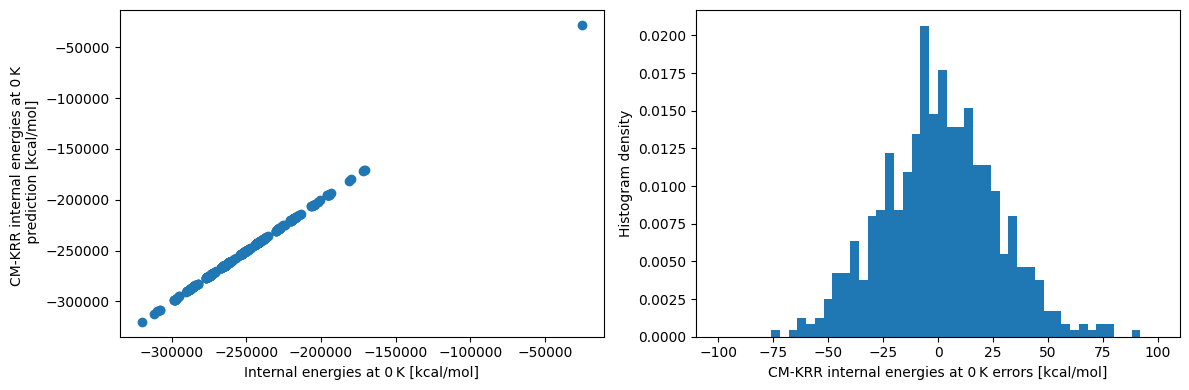 CM-KRR internal energies at 0 K
prediction [kcal/mol]
−50000
−100000
−150000
−200000
−250000
−300000
−300000 −250000 −200000 −150000 −100000 −50000
Internal energies at 0 K [kcal/mol]
Histogram density
0.0200
0.0175
0.0150
0.0125
0.0100
0.0075
0.0050
0.0025
0.0000
−100 −75 −50 −25 0 25 50 75 100
CM-KRR internal energies at 0 K errors [kcal/mol]